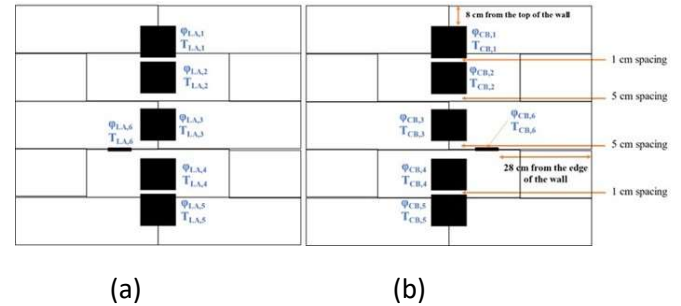 φLA,1
TLA,1
φLA,2
TLA,2
φLA,3
TLA,3
φLA,6
TLA,6
φLA,4
TLA,4
φLA,5
TLA,5
8 cm from the top of the wall
φCB,1
TCB,1
1 cm spacing
φCB,2
TCB,2
5 cm spacing
φCB,6
TCB,6
φCB,3
TCB,3
5 cm spacing
φCB,4
TCB,4
28 cm from the edge
of the wall
1 cm spacing
φCB,5
TCB,5
(a)
(b)